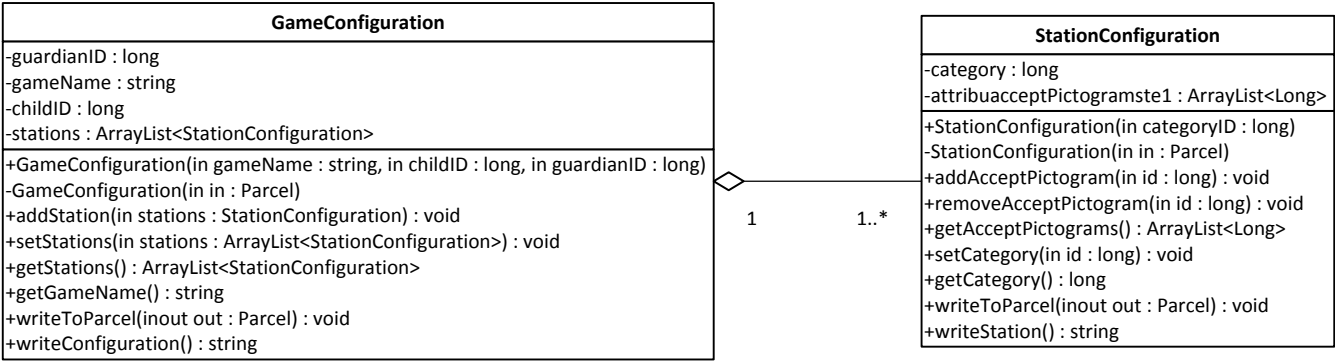 GameConfiguration
-guardianID : long
-gameName : string
-childID : long
-stations : ArrayList<StationConfiguration>
+GameConfiguration(in gameName : string, in childID : long, in guardianID : long)
-GameConfiguration(in in : Parcel)
+addStation(in stations : StationConfiguration) : void
+setStations(in stations : ArrayList<StationConfiguration>) : void
+getStations() : ArrayList<StationConfiguration>
+getGameName() : string
+writeToParcel(inout out : Parcel) : void
+writeConfiguration() : string
1
1..*
StationConfiguration
-category : long
-attribuacceptPictogramste1 : ArrayList<Long>
+StationConfiguration(in categoryID : long)
-StationConfiguration(in in : Parcel)
+addAcceptPictogram(in id : long) : void
+removeAcceptPictogram(in id : long) : void
+getAcceptPictograms() : ArrayList<Long>
+setCategory(in id : long) : void
+getCategory() : long
+writeToParcel(inout out : Parcel) : void
+writeStation() : string